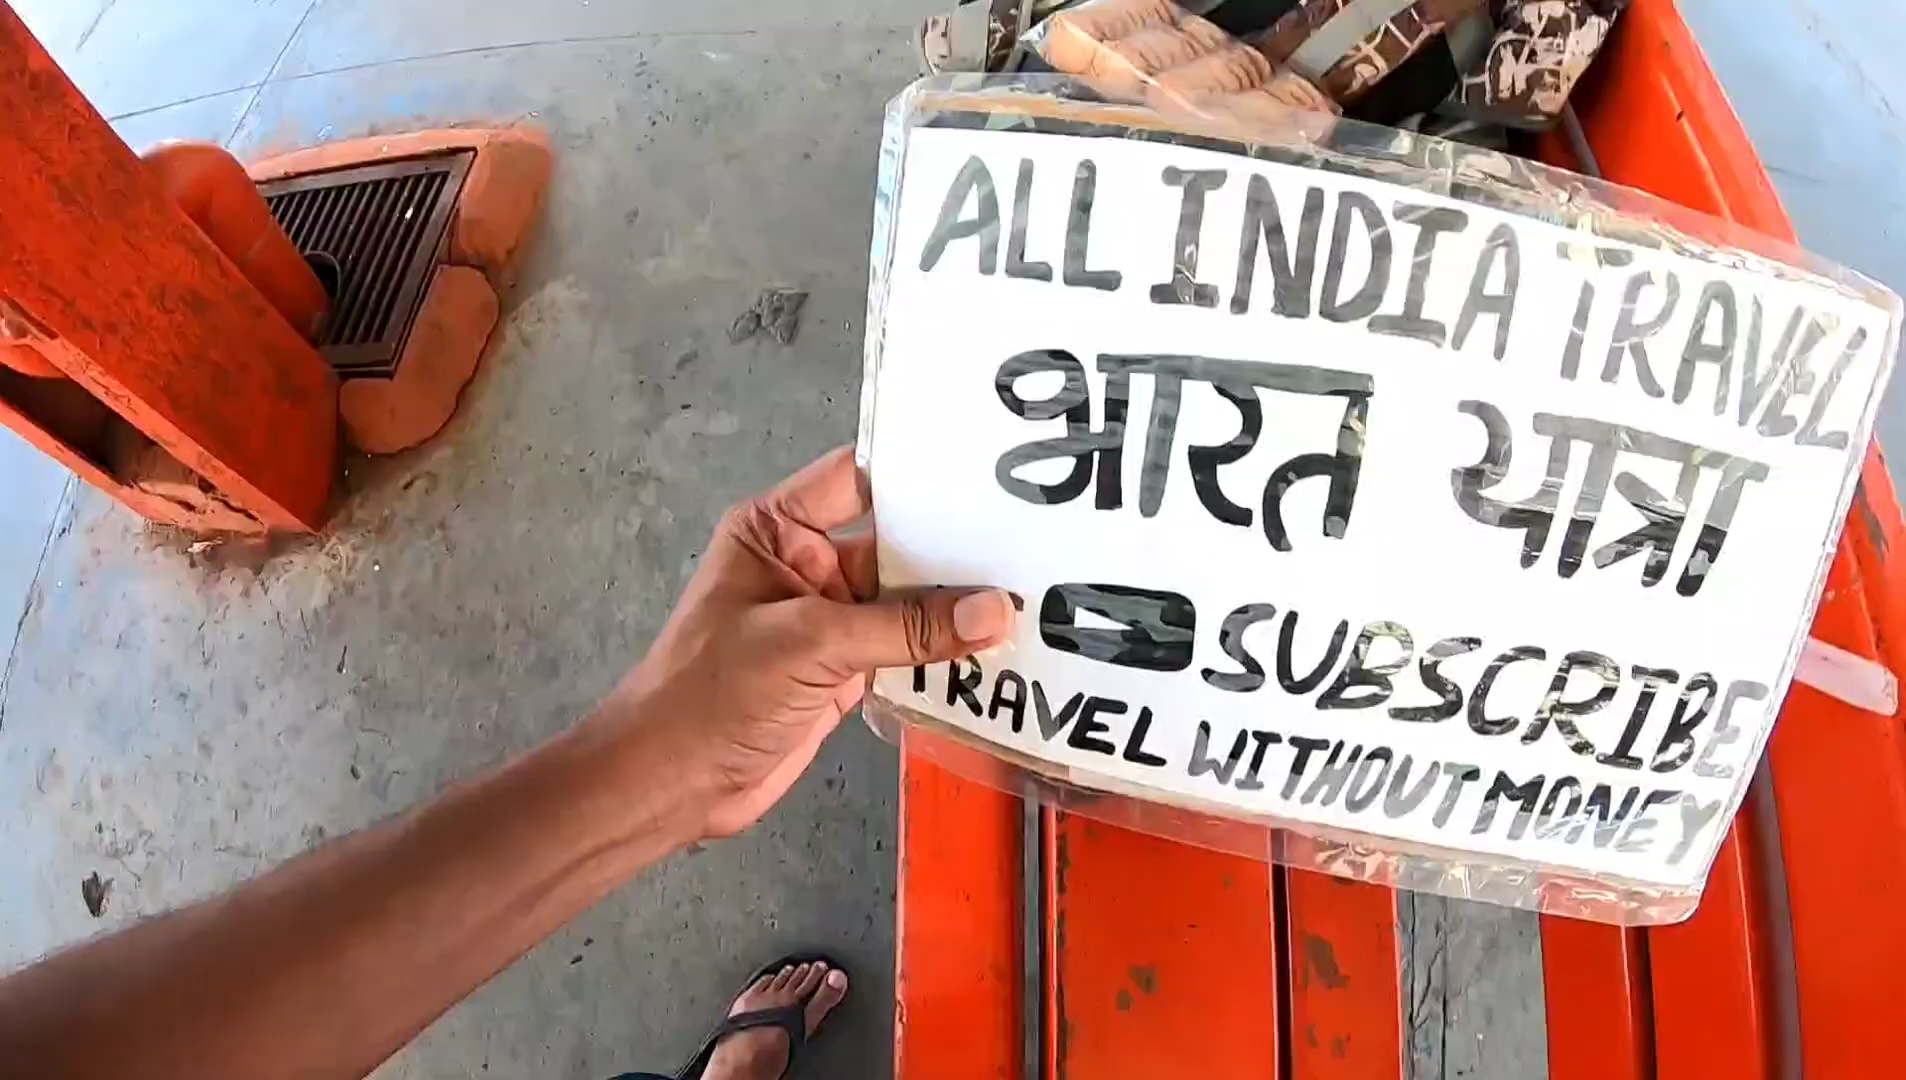 ALL INDIA TRAVEL
भारत यात्रा
SUBSCRIBE
TRAVEL WITHOUT MONEY